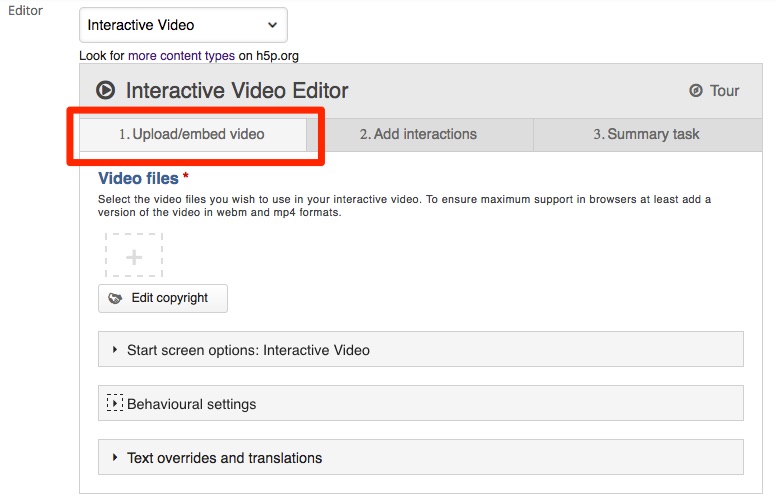 Editor
Interactive Video
Look for more content types on h5p.org
Interactive Video Editor
Tour
1. Upload/embed video
2. Add interactions
3. Summary task
Video files *
Select the video files you wish to use in your interactive video. To ensure maximum support in browsers at least add a
version of the video in webm and mp4 formats.
+
Edit copyright
Start screen options: Interactive Video
Behavioural settings
Text overrides and translations